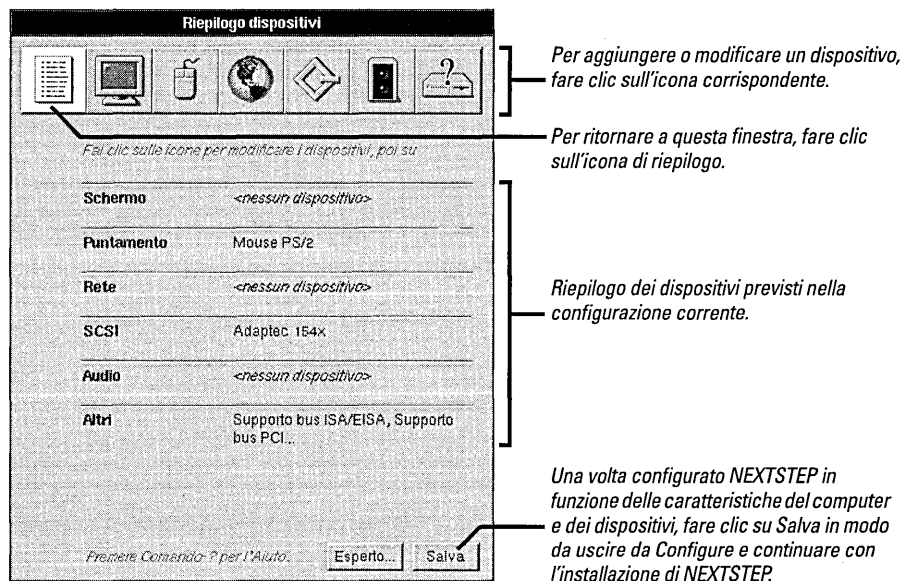 Riepilogo dispositivi
?
Per aggiungere o modificare un dispositivo,
fare clic sull'icona corrispondente.
Per ritornare a questa finestra, fare clic
sull'icona di riepilogo.
Fai clic sulle icone per modificare i dispositivi, poi su
Schermo <nessun dispositivo>
Puntamento Mouse PS/2
Rete <nessun dispositivo>
SCSI Adaptec 154x
Audio <nessun dispositivo>
Altri Supporto bus ISA/EISA, Supporto
bus PCI...
Riepilogo dei dispositivi previsti nella
configurazione corrente.
Una volta configurato NEXTSTEP in
funzione delle caratteristiche del computer
e dei dispositivi, fare clic su Salva in modo
da uscire da Configure e continuare con
l'installazione di NEXTSTEP.
Premere Comando-? per l''Aiuto.
Esperto...
Salva